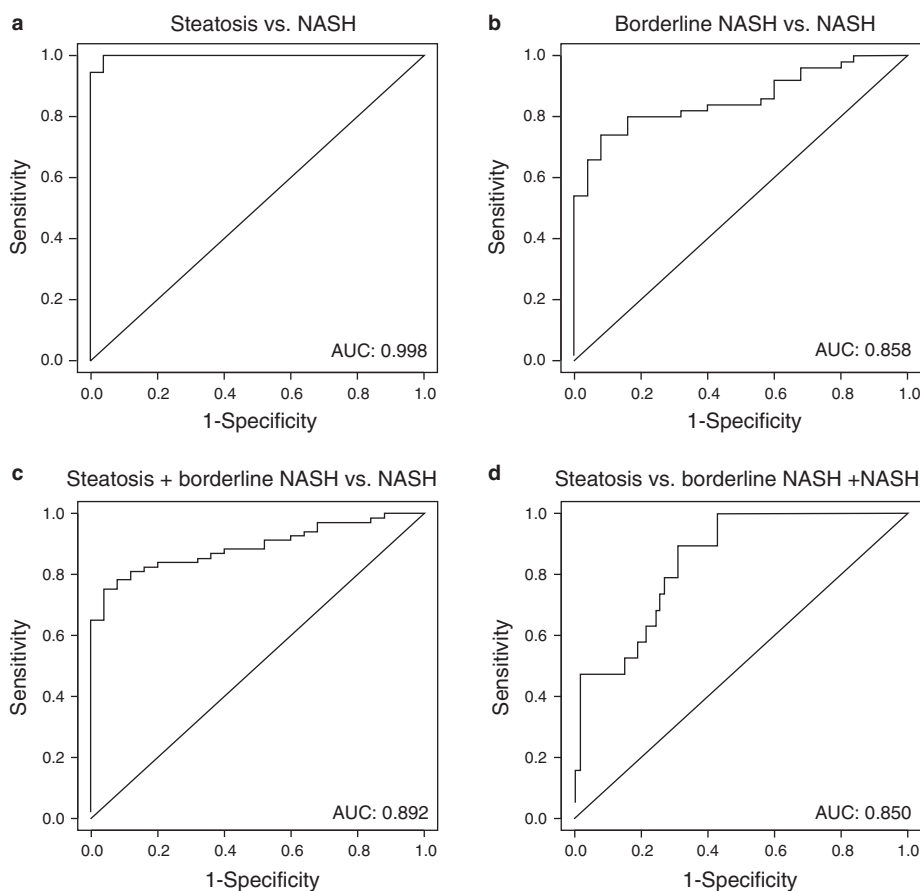 a Steatosis vs. NASH
1.0
0.8
0.6
0.4
0.2
0.0
Sensitivity
AUC: 0.998
0.0 0.2 0.4 0.6 0.8 1.0
1-Specificity
b Borderline NASH vs. NASH
1.0
0.8
0.6
0.4
0.2
0.0
Sensitivity
AUC: 0.858
0.0 0.2 0.4 0.6 0.8 1.0
1-Specificity
c Steatosis + borderline NASH vs. NASH
1.0
0.8
0.6
0.4
0.2
0.0
Sensitivity
AUC: 0.892
0.0 0.2 0.4 0.6 0.8 1.0
1-Specificity
d Steatosis vs. borderline NASH +NASH
1.0
0.8
0.6
0.4
0.2
0.0
Sensitivity
AUC: 0.850
0.0 0.2 0.4 0.6 0.8 1.0
1-Specificity